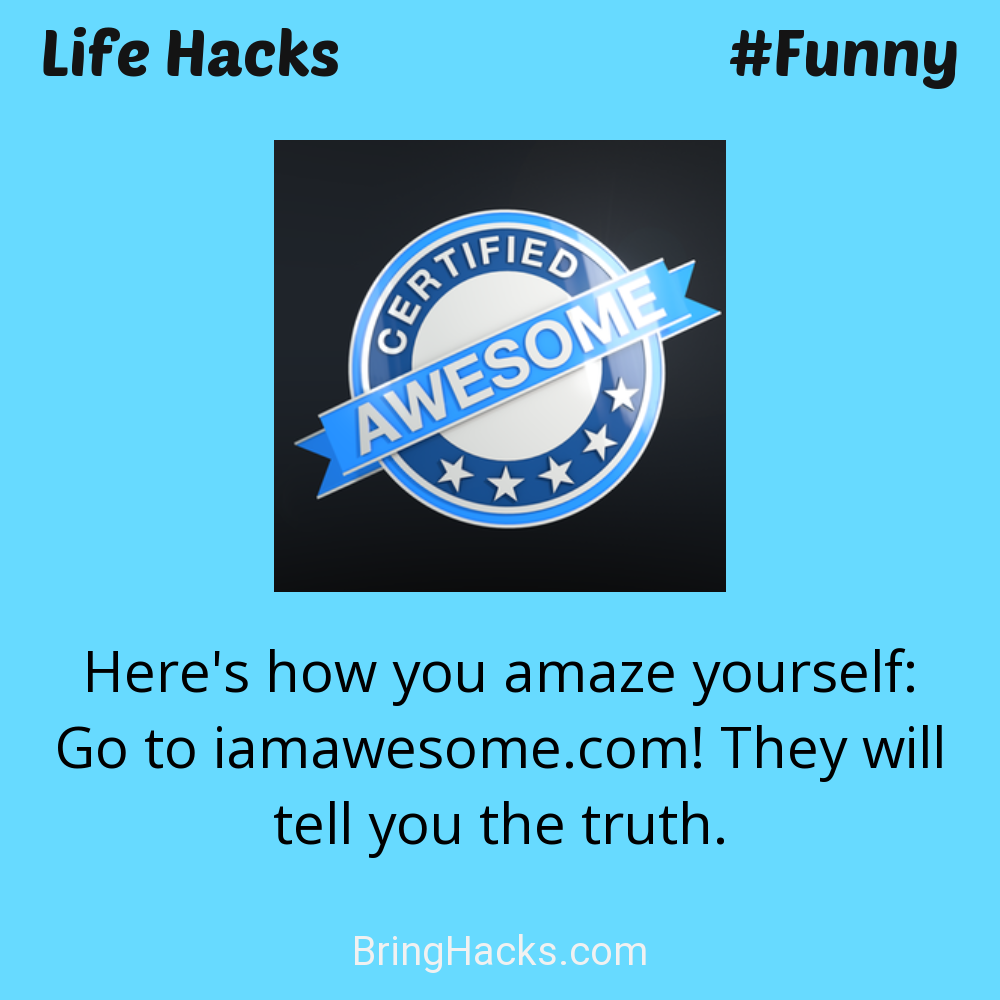 Life Hacks
#Funny
CERTIFIED
AWESOME
Here's how you amaze yourself:
Go to iamawesome.com! They will
tell you the truth.
BringHacks.com